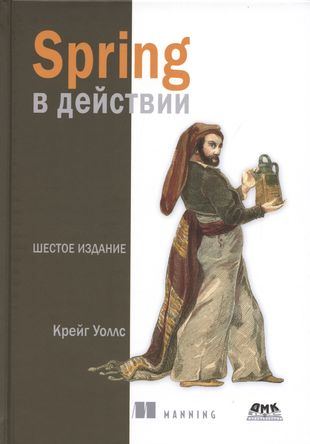 Spring
в действии
ШЕСТОЕ ИЗДАНИЕ
Крейг Уоллс
MANNING
ДМК